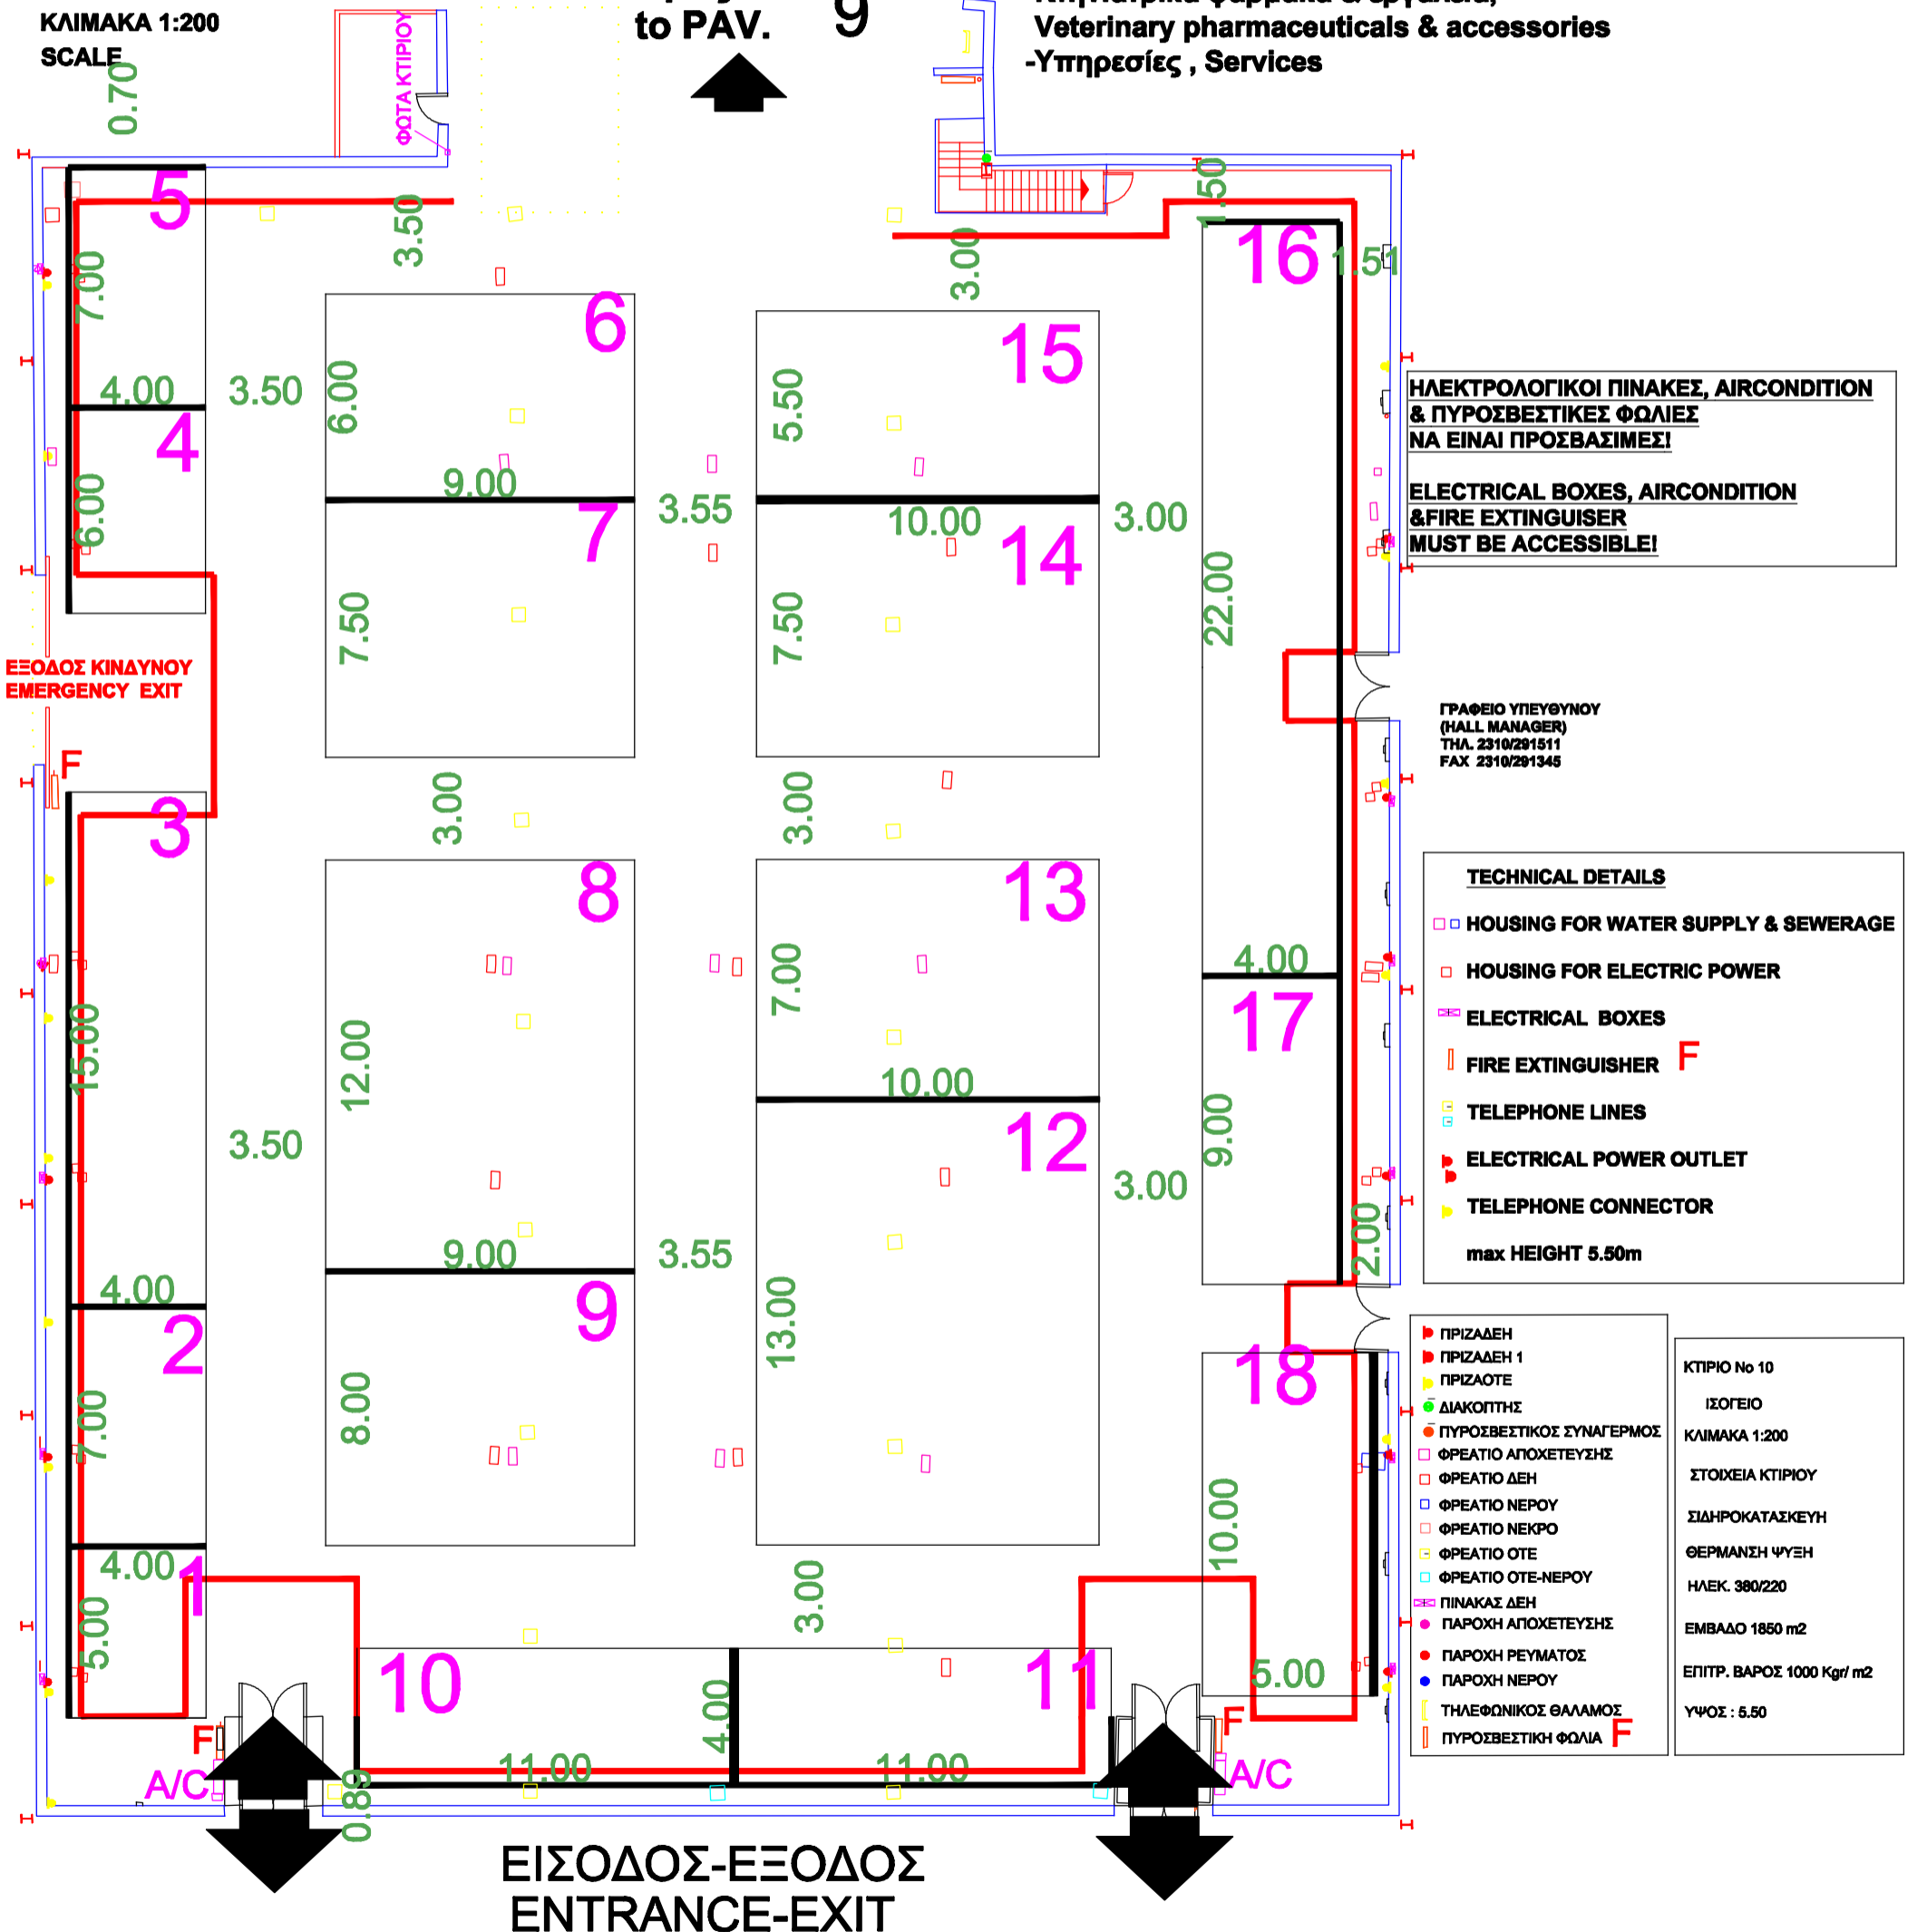 ΚΛΙΜΑΚΑ 1:200
SCALE
to PAV. 9
Veterinary pharmaceuticals & accessories
-Υπηρεσίες , Services
ΦΩΤΑ ΚΤΙΡΙΟΥ
0.70
3.50
3.00
1.50
1.51
5
7.00
4.00
3.50
4
6.00
6
6.00
9.00
7
7.50
3.55
15
5.50
10.00
14
7.50
3.00
16
22.00
4.00
ΗΛΕΚΤΡΟΛΟΓΙΚΟΙ ΠΙΝΑΚΕΣ, AIRCONDITION
& ΠΥΡΟΣΒΕΣΤΙΚΕΣ ΦΩΛΙΕΣ
ΝΑ ΕΙΝΑΙ ΠΡΟΣΒΑΣΙΜΕΣ!
ELECTRICAL BOXES, AIRCONDITION
&FIRE EXTINGUISER
MUST BE ACCESSIBLE!
ΕΞΟΔΟΣ ΚΙΝΔΥΝΟΥ
EMERGENCY EXIT
F
ΓΡΑΦΕΙΟ ΥΠΕΥΘΥΝΟΥ
(HALL MANAGER)
ΤΗΛ. 2310/291511
FAX 2310/291345
3.00
3.00
3
15.00
4.00
3.50
8
12.00
9.00
3.55
13
7.00
10.00
12
13.00
3.00
17
9.00
2.00
TECHNICAL DETAILS
HOUSING FOR WATER SUPPLY & SEWERAGE
HOUSING FOR ELECTRIC POWER
ELECTRICAL BOXES
FIRE EXTINGUISHER F
TELEPHONE LINES
ELECTRICAL POWER OUTLET
TELEPHONE CONNECTOR
max HEIGHT 5.50m
2
7.00
4.00
9
8.00
18
10.00
5.00
1
5.00
3.00
10
11.00
4.00
11
11.00
0.89
F
A/C
F
A/C
ΠΡΙΖΑΔΕΗ
ΠΡΙΖΑΔΕΗ 1
ΠΡΙΖΑΟΤΕ
ΔΙΑΚΟΠΤΗΣ
ΠΥΡΟΣΒΕΣΤΙΚΟΣ ΣΥΝΑΓΕΡΜΟΣ
ΦΡΕΑΤΙΟ ΑΠΟΧΕΤΕΥΣΗΣ
ΦΡΕΑΤΙΟ ΔΕΗ
ΦΡΕΑΤΙΟ ΝΕΡΟΥ
ΦΡΕΑΤΙΟ ΝΕΚΡΟ
ΦΡΕΑΤΙΟ ΟΤΕ
ΦΡΕΑΤΙΟ ΟΤΕ-ΝΕΡΟΥ
ΠΙΝΑΚΑΣ ΔΕΗ
ΠΑΡΟΧΗ ΑΠΟΧΕΤΕΥΣΗΣ
ΠΑΡΟΧΗ ΡΕΥΜΑΤΟΣ
ΠΑΡΟΧΗ ΝΕΡΟΥ
ΤΗΛΕΦΩΝΙΚΟΣ ΘΑΛΑΜΟΣ
ΠΥΡΟΣΒΕΣΤΙΚΗ ΦΩΛΙΑ F
ΚΤΙΡΙΟ Νο 10
ΙΣΟΓΕΙΟ
ΚΛΙΜΑΚΑ 1:200
ΣΤΟΙΧΕΙΑ ΚΤΙΡΙΟΥ
ΣΙΔΗΡΟΚΑΤΑΣΚΕΥΗ
ΘΕΡΜΑΝΣΗ ΨΥΞΗ
ΗΛΕΚ. 380/220
ΕΜΒΑΔΟ 1850 m2
ΕΠΙΤΡ. ΒΑΡΟΣ 1000 Kgr/ m2
ΥΨΟΣ : 5.50
ΕΙΣΟΔΟΣ-ΕΞΟΔΟΣ
ENTRANCE-EXIT